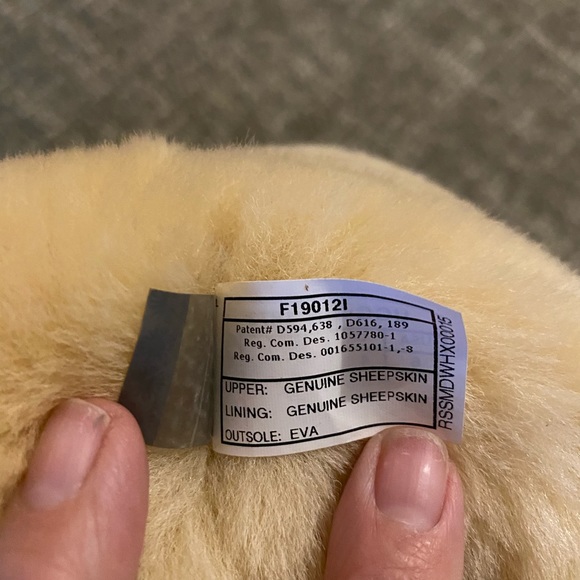 F19012I
Patent# D594,638 , D616, 189
Reg. Com. Des. 1057780-1
Reg. Com. Des. 001655101-1,-8
UPPER: GENUINE SHEEPSKIN
LINING: GENUINE SHEEPSKIN
OUTSOLE: EVA
RSSMDWHX00015